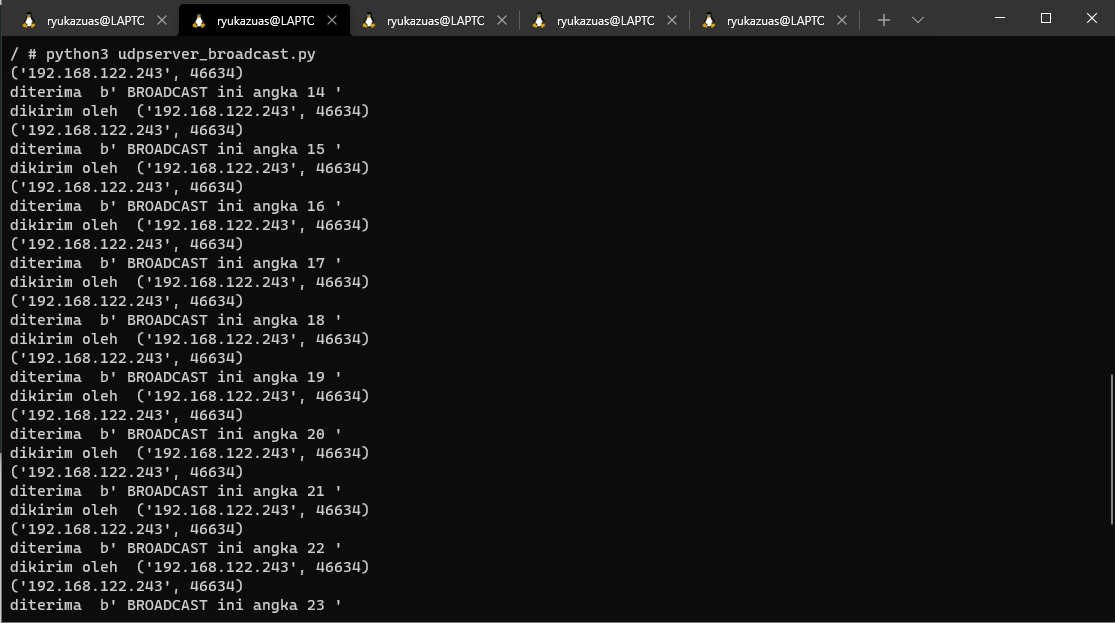 ryukazuas@LAPTC ryukazuas@LAPTC ryukazuas@LAPTC ryukazuas@LAPTC ryukazuas@LAPTC
/ # python3 udpserver_broadcast.py
('192.168.122.243', 46634)
diterima  b' BROADCAST ini angka 14 '
dikirim oleh  ('192.168.122.243', 46634)
('192.168.122.243', 46634)
diterima  b' BROADCAST ini angka 15 '
dikirim oleh  ('192.168.122.243', 46634)
('192.168.122.243', 46634)
diterima  b' BROADCAST ini angka 16 '
dikirim oleh  ('192.168.122.243', 46634)
('192.168.122.243', 46634)
diterima  b' BROADCAST ini angka 17 '
dikirim oleh  ('192.168.122.243', 46634)
('192.168.122.243', 46634)
diterima  b' BROADCAST ini angka 18 '
dikirim oleh  ('192.168.122.243', 46634)
('192.168.122.243', 46634)
diterima  b' BROADCAST ini angka 19 '
dikirim oleh  ('192.168.122.243', 46634)
('192.168.122.243', 46634)
diterima  b' BROADCAST ini angka 20 '
dikirim oleh  ('192.168.122.243', 46634)
('192.168.122.243', 46634)
diterima  b' BROADCAST ini angka 21 '
dikirim oleh  ('192.168.122.243', 46634)
('192.168.122.243', 46634)
diterima  b' BROADCAST ini angka 22 '
dikirim oleh  ('192.168.122.243', 46634)
('192.168.122.243', 46634)
diterima  b' BROADCAST ini angka 23 '